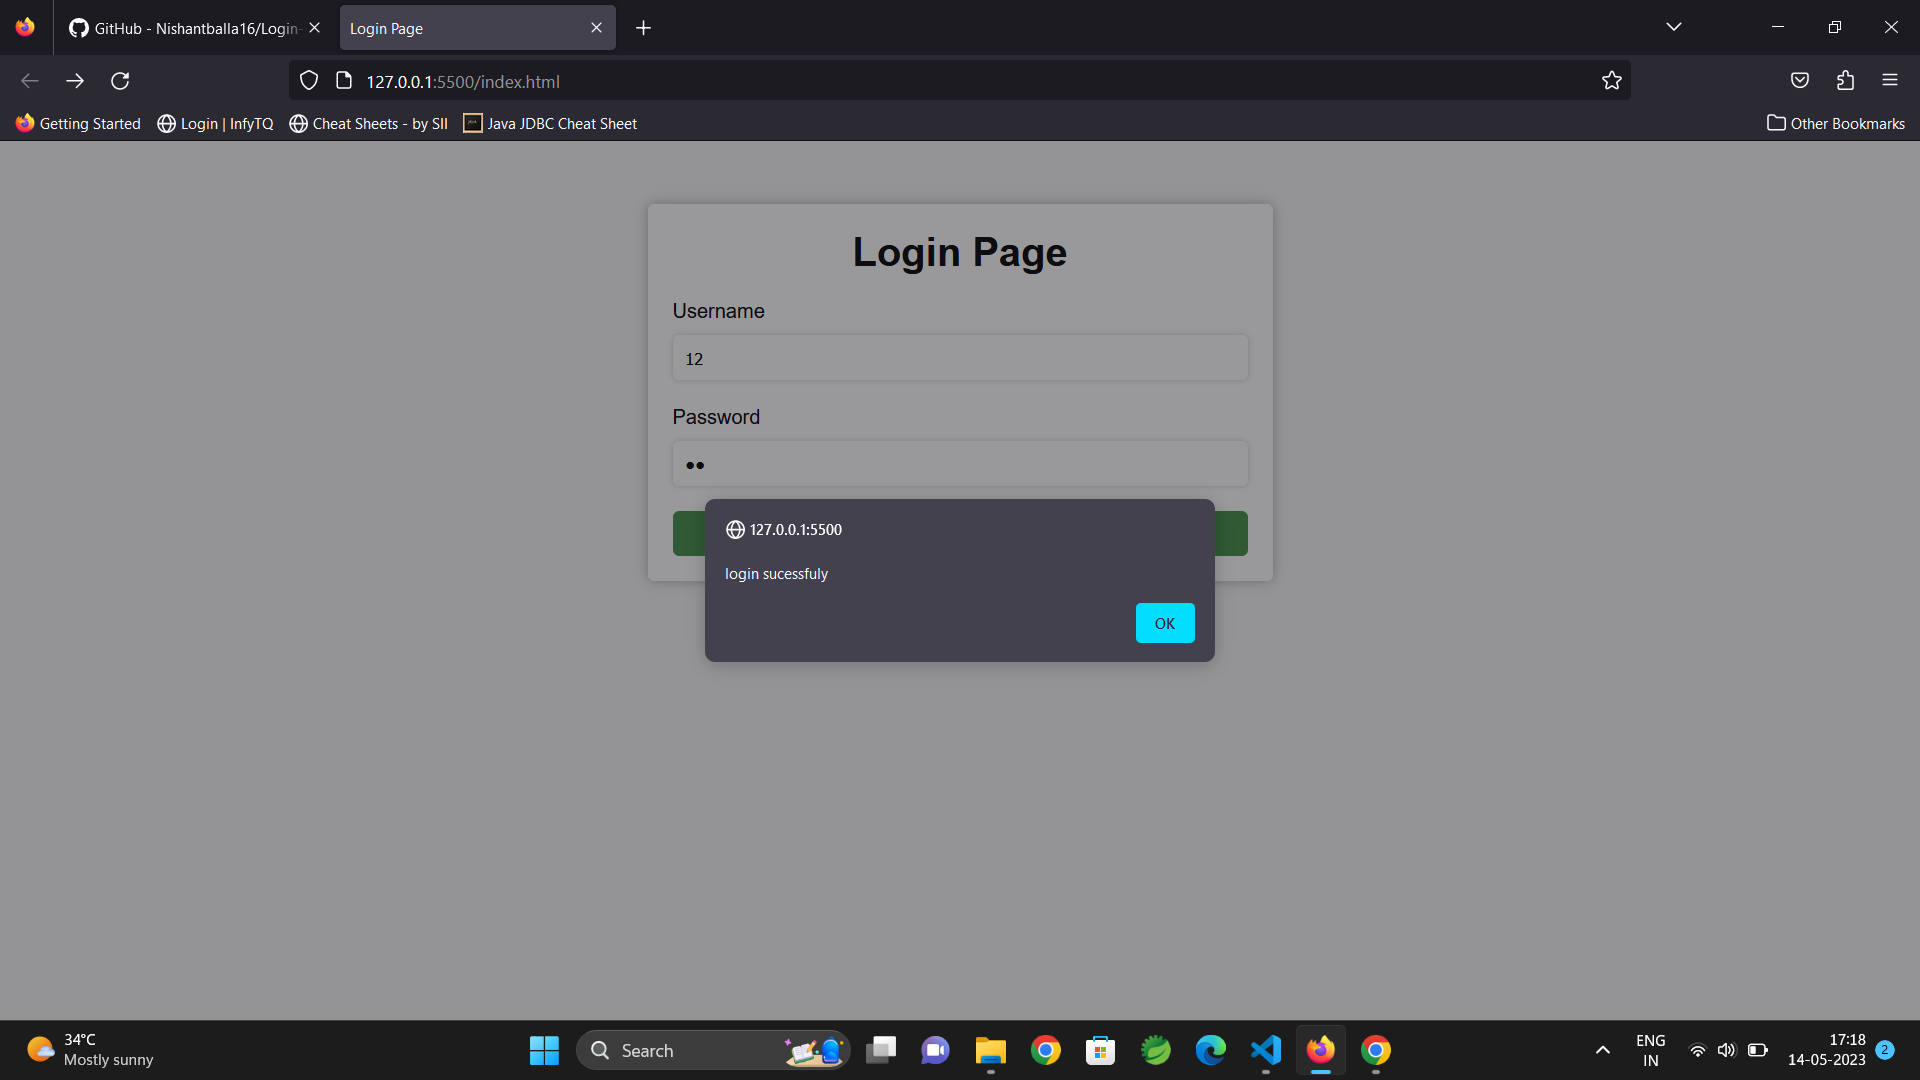 GitHub - Nishantballa16/Login-
Login Page
127.0.0.1:5500/index.html
Getting Started
Login | InfyTQ
Cheat Sheets - by SII
Java JDBC Cheat Sheet
Other Bookmarks
Login Page
Username
12
Password
127.0.0.1:5500
login sucessfuly
OK
34°C
Mostly sunny
Search
ENG
IN
17:18
14-05-2023
2